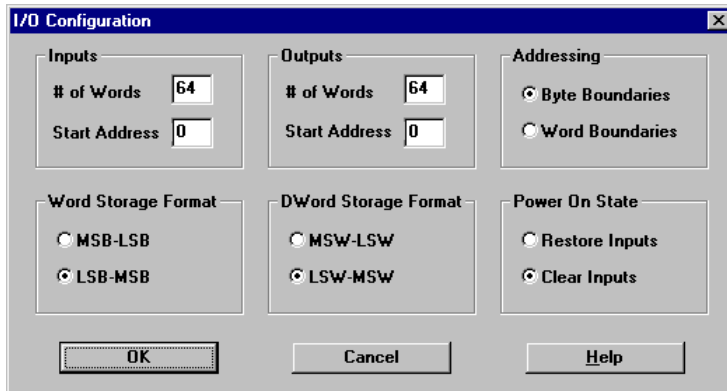 I/O Configuration
Inputs
# of Words 64
Start Address 0
Outputs
# of Words 64
Start Address 0
Addressing
Byte Boundaries
Word Boundaries
Word Storage Format
MSB-LSB
LSB-MSB
DWord Storage Format
MSW-LSW
LSW-MSW
Power On State
Restore Inputs
Clear Inputs
OK
Cancel
Help